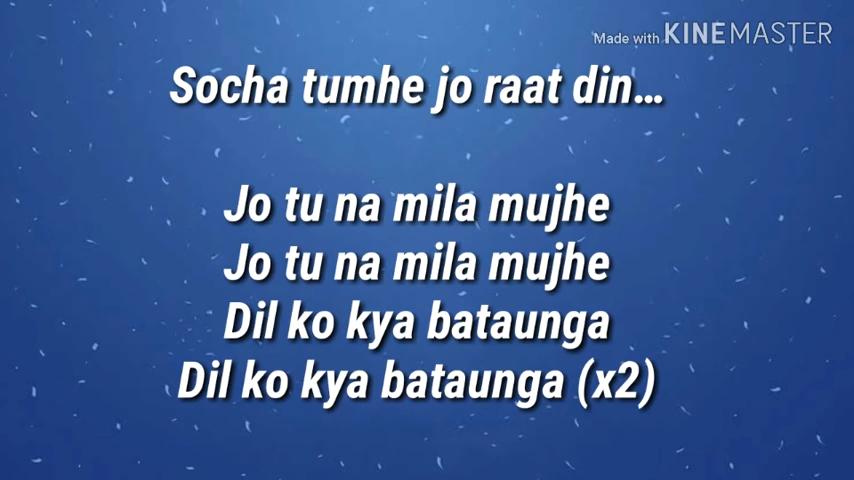 Made with KINEMASTER
Socha tumhe jo raat din...
Jo tu na mila mujhe
Jo tu na mila mujhe
Dil ko kya bataunga
Dil ko kya bataunga (x2)